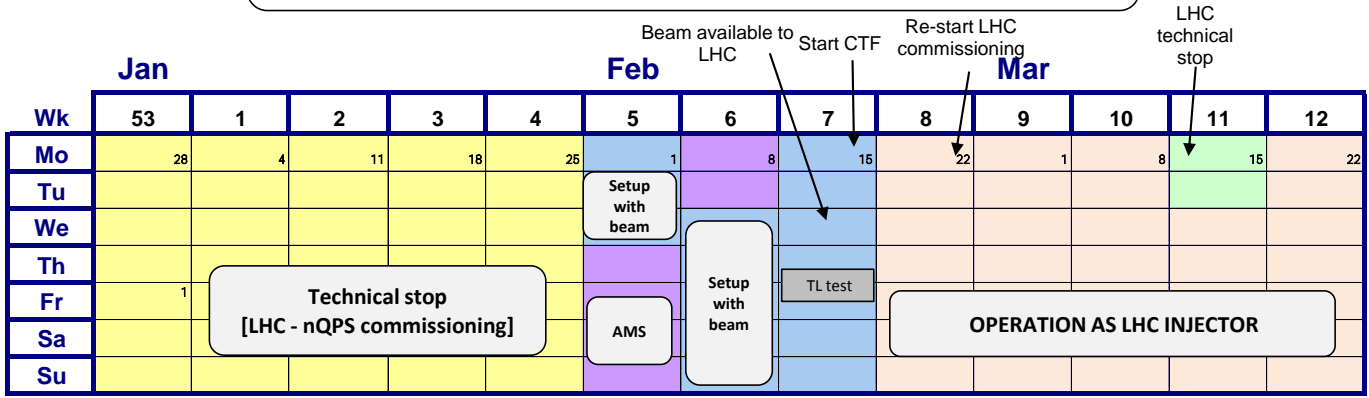 Beam available to
LHC
Start CTF
Re-start LHC
commissioning
LHC
technical
stop
Jan
Feb
Mar
Wk 53 1 2 3 4 5 6 7 8 9 10 11 12
Mo 28 4 11 18 25 1 8 15 22 1 8 15 22
Tu
We
Th
Fr 1
Sa
Su
Setup
with
beam
Technical stop
[LHC - nQPS commissioning]
AMS
Setup
with
beam
TL test
OPERATION AS LHC INJECTOR